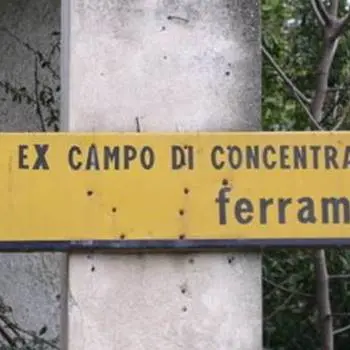 EX CAMPO DI CONCENTRA
ferram